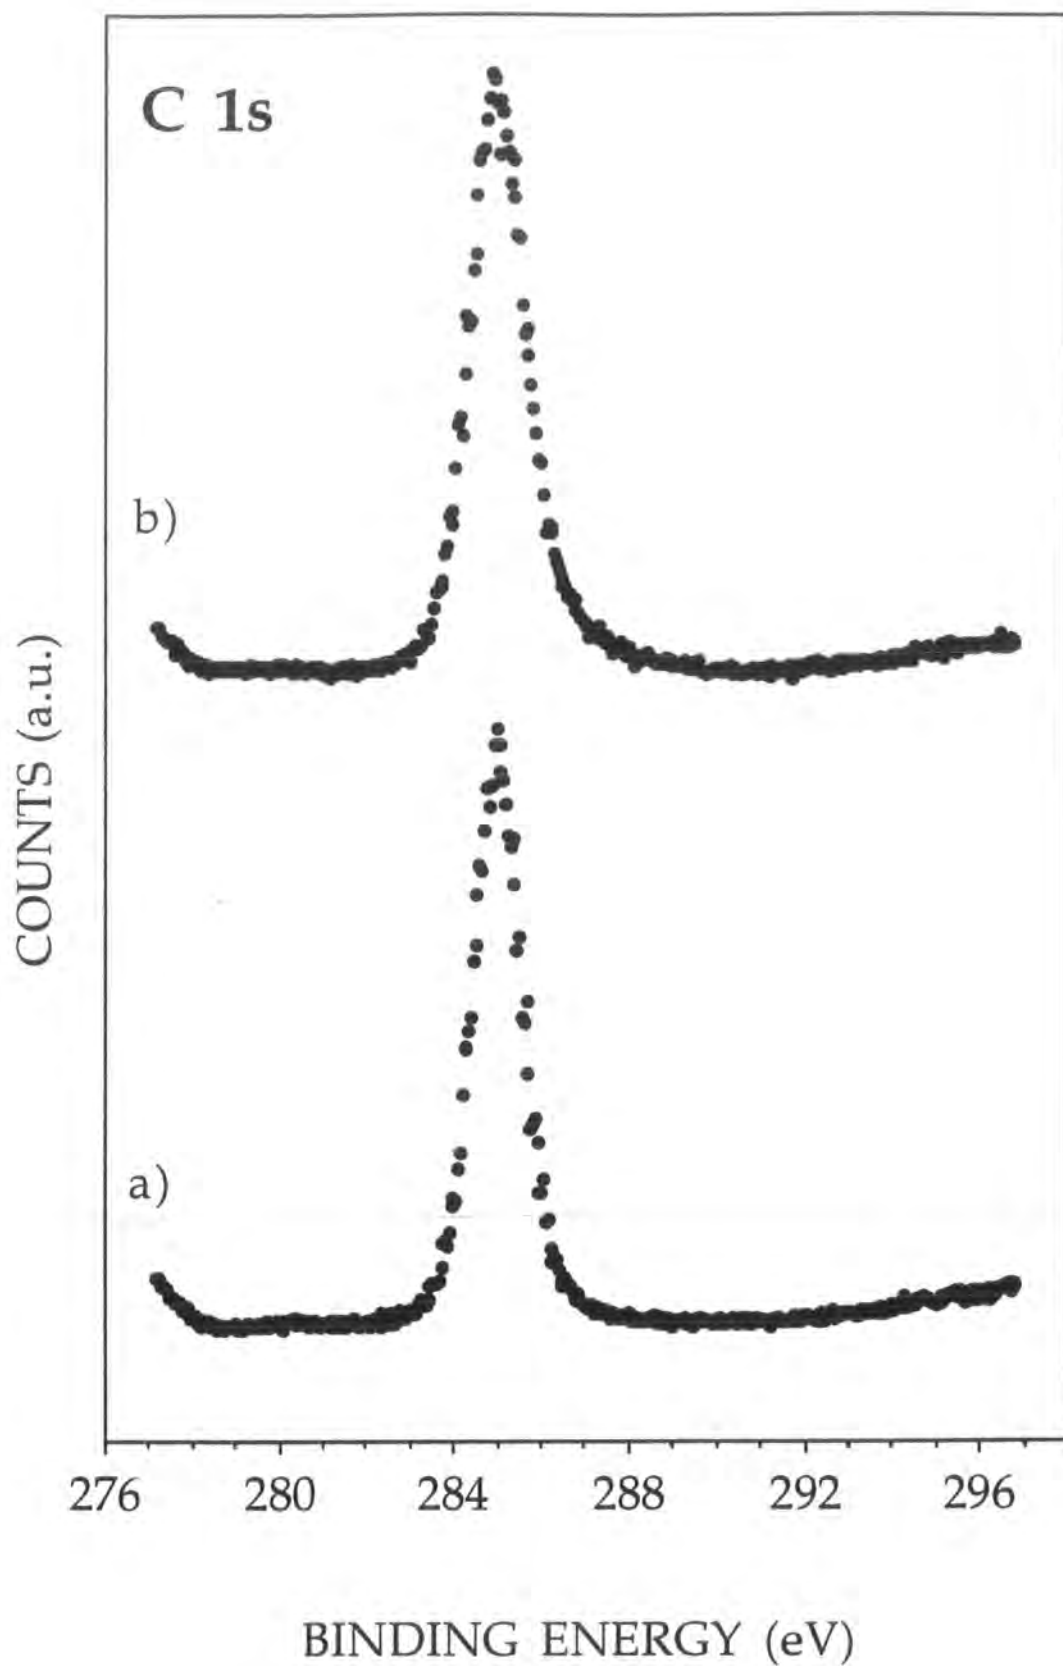 C 1s
b)
COUNTS (a.u.)
a)
276 280 284 288 292 296
BINDING ENERGY (eV)